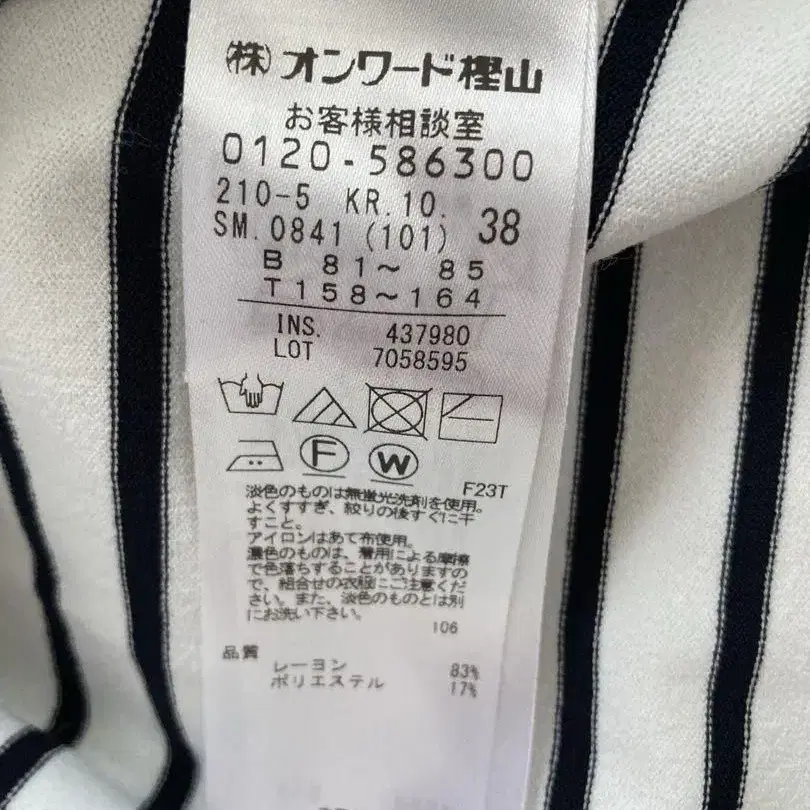 (株)オンワード樫山
お客様相談室
0120-586300
210-5 KR.10. 38
SM.0841 (101)
B 81～ 85
T158～164
INS. 437980
LOT 7058595
F W
F23T
淡色のものは無蛍光洗剤を使用。
よくすすぎ、絞りの後すぐに干
すこと。
アイロンはあて布使用。
濃色のものは、着用による摩擦
で色落ちすることがありますの
で、組合せの衣服にご注意くだ
さい。また、淡色のものとは別
にお洗い下さい。
106
品質
レーヨン 83%
ポリエステル 17%